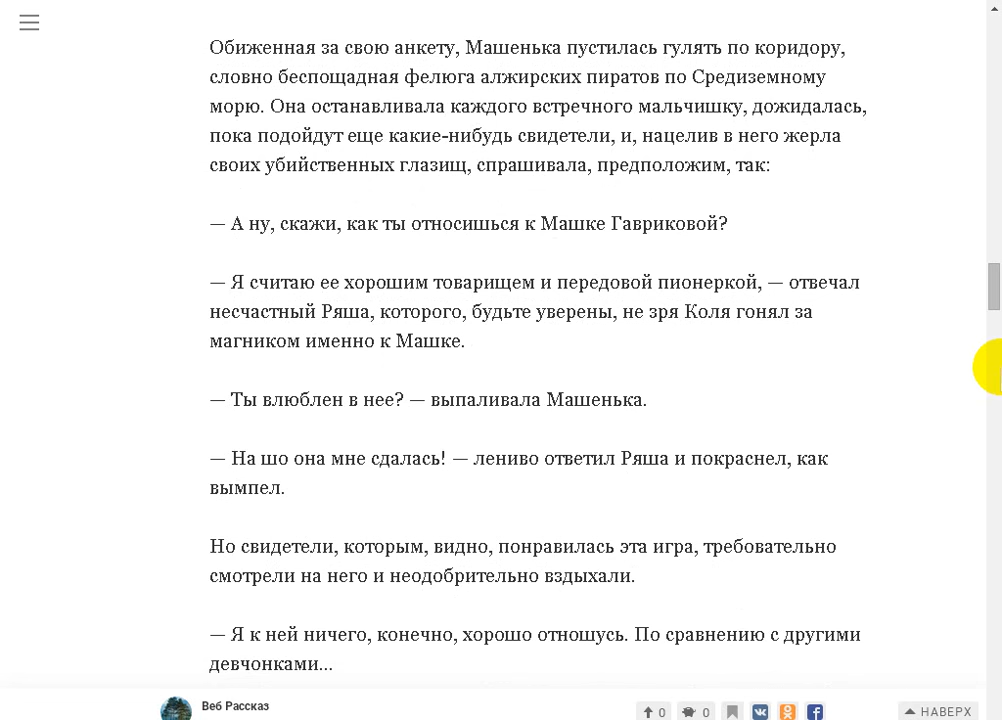 Обиженная за свою анкету, Машенька пустилась гулять по коридору,
словно беспощадная фелюга алжирских пиратов по Средиземному
морю. Она останавливала каждого встречного мальчишку, дожидалась,
пока подойдут еще какие-нибудь свидетели, и, нацелив в него жерла
своих убийственных глазищ, спрашивала, предположим, так:
— А ну, скажи, как ты относишься к Машке Гавриковой?
— Я считаю ее хорошим товарищем и передовой пионеркой, — отвечал
несчастный Ряша, которого, будьте уверены, не зря Коля гонял за
магником именно к Машке.
— Ты влюблен в нее? — выпаливала Машенька.
— На шо она мне сдалась! — лениво ответил Ряша и покраснел, как
вымпел.
Но свидетели, которым, видно, понравилась эта игра, требовательно
смотрели на него и неодобрительно вздыхали.
— Я к ней ничего, конечно, хорошо отношусь. По сравнению с другими
девчонками...
Веб Рассказ 0 0 НАВЕРХ